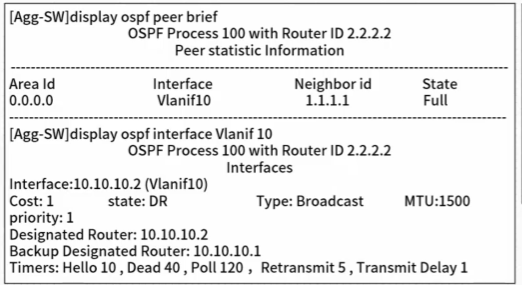 [Agg-SW]display ospf peer brief
OSPF Process 100 with Router ID 2.2.2.2
Peer statistic Information
Area Id Interface Neighbor id State
0.0.0.0 Vlanif10 1.1.1.1 Full
[Agg-SW]display ospf interface Vlanif 10
OSPF Process 100 with Router ID 2.2.2.2
Interfaces
Interface:10.10.10.2 (Vlanif10)
Cost: 1 state: DR Type: Broadcast MTU:1500
priority: 1
Designated Router: 10.10.10.2
Backup Designated Router: 10.10.10.1
Timers: Hello 10 , Dead 40 , Poll 120 ，Retransmit 5 , Transmit Delay 1